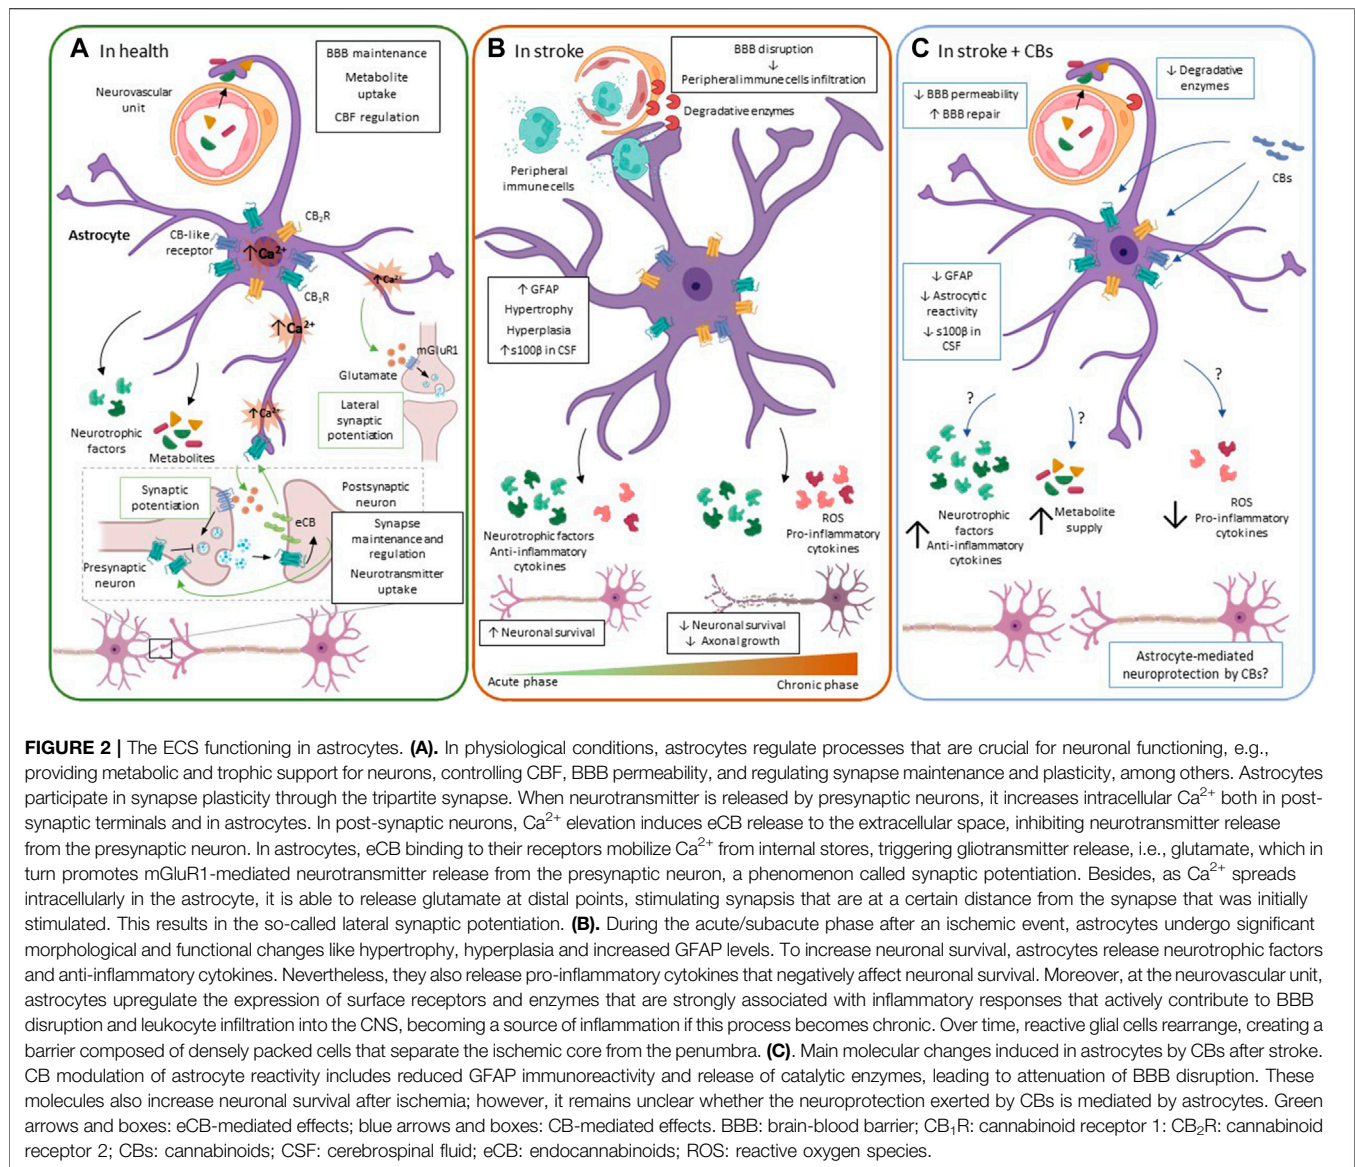 A In health
BBB maintenance
Metabolite
uptake
CBF regulation
Neurovascular
unit
Astrocyte
CB-like
receptor
CB₂R
↑Ca²⁺
CB₁R
↑Ca²⁺
↑Ca²⁺
↑Ca²⁺
mGluR1
Glutamate
Lateral
synaptic
potentiation
Neurotrophic
factors
Metabolites
Synaptic
potentiation
Postsynaptic
neuron
eCB
Synapse
maintenance and
regulation
Neurotransmitter
uptake
Presynaptic
neuron
B In stroke
BBB disruption
↓
Peripheral immune cells infiltration
Degradative enzymes
Peripheral
immune cells
↑ GFAP
Hypertrophy
Hyperplasia
↑s100β in CSF
Neurotrophic factors
Anti-inflammatory
cytokines
ROS
Pro-inflammatory
cytokines
↑ Neuronal survival
↓ Neuronal survival
↓ Axonal growth
Acute phase
Chronic phase
C In stroke + CBs
↓ Degradative
enzymes
↓ BBB permeability
↑ BBB repair
CBs
↓ GFAP
↓ Astrocytic
reactivity
↓ s100β in
CSF
?
?
?
↑ Neurotrophic
factors
Anti-inflammatory
cytokines
↑ Metabolite
supply
↓ ROS
Pro-inflammatory
cytokines
Astrocyte-mediated
neuroprotection by CBs?
FIGURE 2 | The ECS functioning in astrocytes. (A). In physiological conditions, astrocytes regulate processes that are crucial for neuronal functioning, e.g.,
providing metabolic and trophic support for neurons, controlling CBF, BBB permeability, and regulating synapse maintenance and plasticity, among others. Astrocytes
participate in synapse plasticity through the tripartite synapse. When neurotransmitter is released by presynaptic neurons, it increases intracellular Ca²⁺ both in post-
synaptic terminals and in astrocytes. In post-synaptic neurons, Ca²⁺ elevation induces eCB release to the extracellular space, inhibiting neurotransmitter release
from the presynaptic neuron. In astrocytes, eCB binding to their receptors mobilize Ca²⁺ from internal stores, triggering gliotransmitter release, i.e., glutamate, which in
turn promotes mGluR1-mediated neurotransmitter release from the presynaptic neuron, a phenomenon called synaptic potentiation. Besides, as Ca²⁺ spreads
intracellularly in the astrocyte, it is able to release glutamate at distal points, stimulating synapsis that are at a certain distance from the synapse that was initially
stimulated. This results in the so-called lateral synaptic potentiation. (B). During the acute/subacute phase after an ischemic event, astrocytes undergo significant
morphological and functional changes like hypertrophy, hyperplasia and increased GFAP levels. To increase neuronal survival, astrocytes release neurotrophic factors
and anti-inflammatory cytokines. Nevertheless, they also release pro-inflammatory cytokines that negatively affect neuronal survival. Moreover, at the neurovascular unit,
astrocytes upregulate the expression of surface receptors and enzymes that are strongly associated with inflammatory responses that actively contribute to BBB
disruption and leukocyte infiltration into the CNS, becoming a source of inflammation if this process becomes chronic. Over time, reactive glial cells rearrange, creating a
barrier composed of densely packed cells that separate the ischemic core from the penumbra. (C). Main molecular changes induced in astrocytes by CBs after stroke.
CB modulation of astrocyte reactivity includes reduced GFAP immunoreactivity and release of catalytic enzymes, leading to attenuation of BBB disruption. These
molecules also increase neuronal survival after ischemia; however, it remains unclear whether the neuroprotection exerted by CBs is mediated by astrocytes. Green
arrows and boxes: eCB-mediated effects; blue arrows and boxes: CB-mediated effects. BBB: brain-blood barrier; CB₁R: cannabinoid receptor 1: CB₂R: cannabinoid
receptor 2; CBs: cannabinoids; CSF: cerebrospinal fluid; eCB: endocannabinoids; ROS: reactive oxygen species.